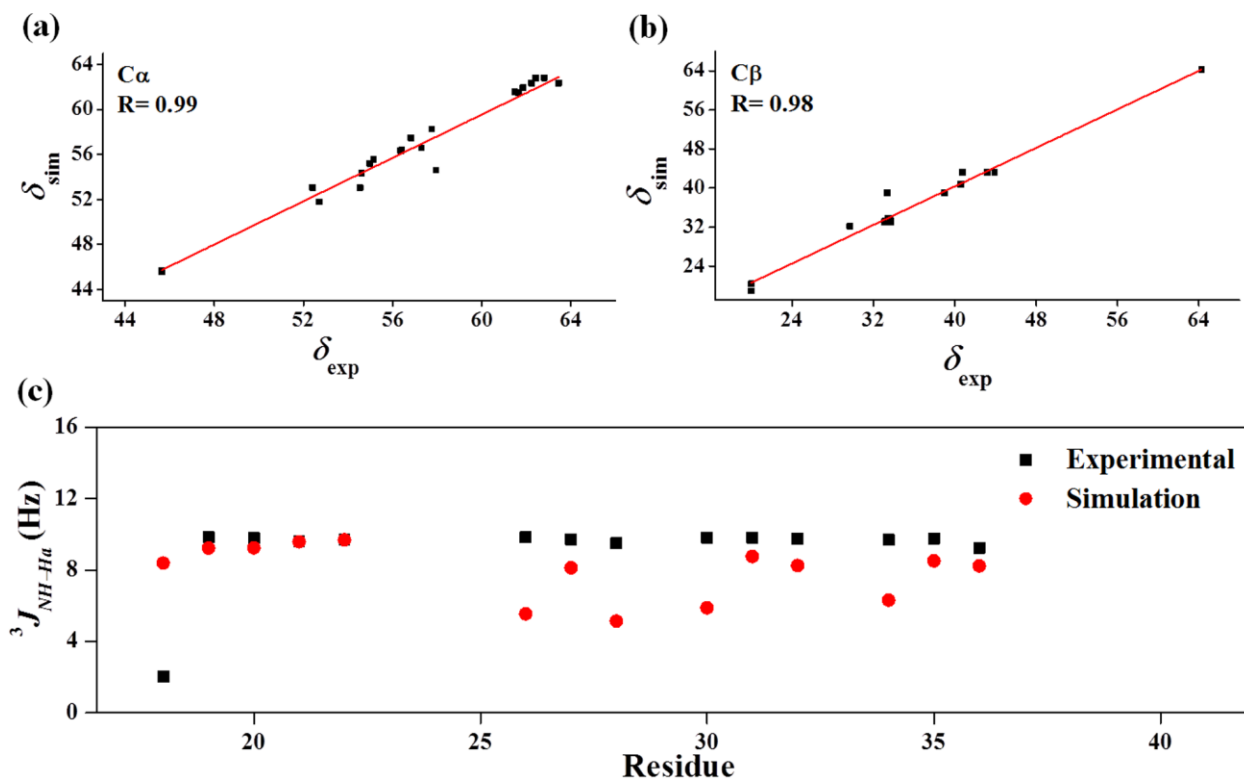 (a)
Cα
R= 0.99
64
60
56
52
48
44
δsim
44 48 52 56 60 64
δexp
(b)
Cβ
R= 0.98
64
48
40
32
24
δsim
24 32 40 48 56 64
δexp
(c)
16
12
8
4
0
³J NH–Ha (Hz)
Experimental
Simulation
20 25 30 35 40
Residue